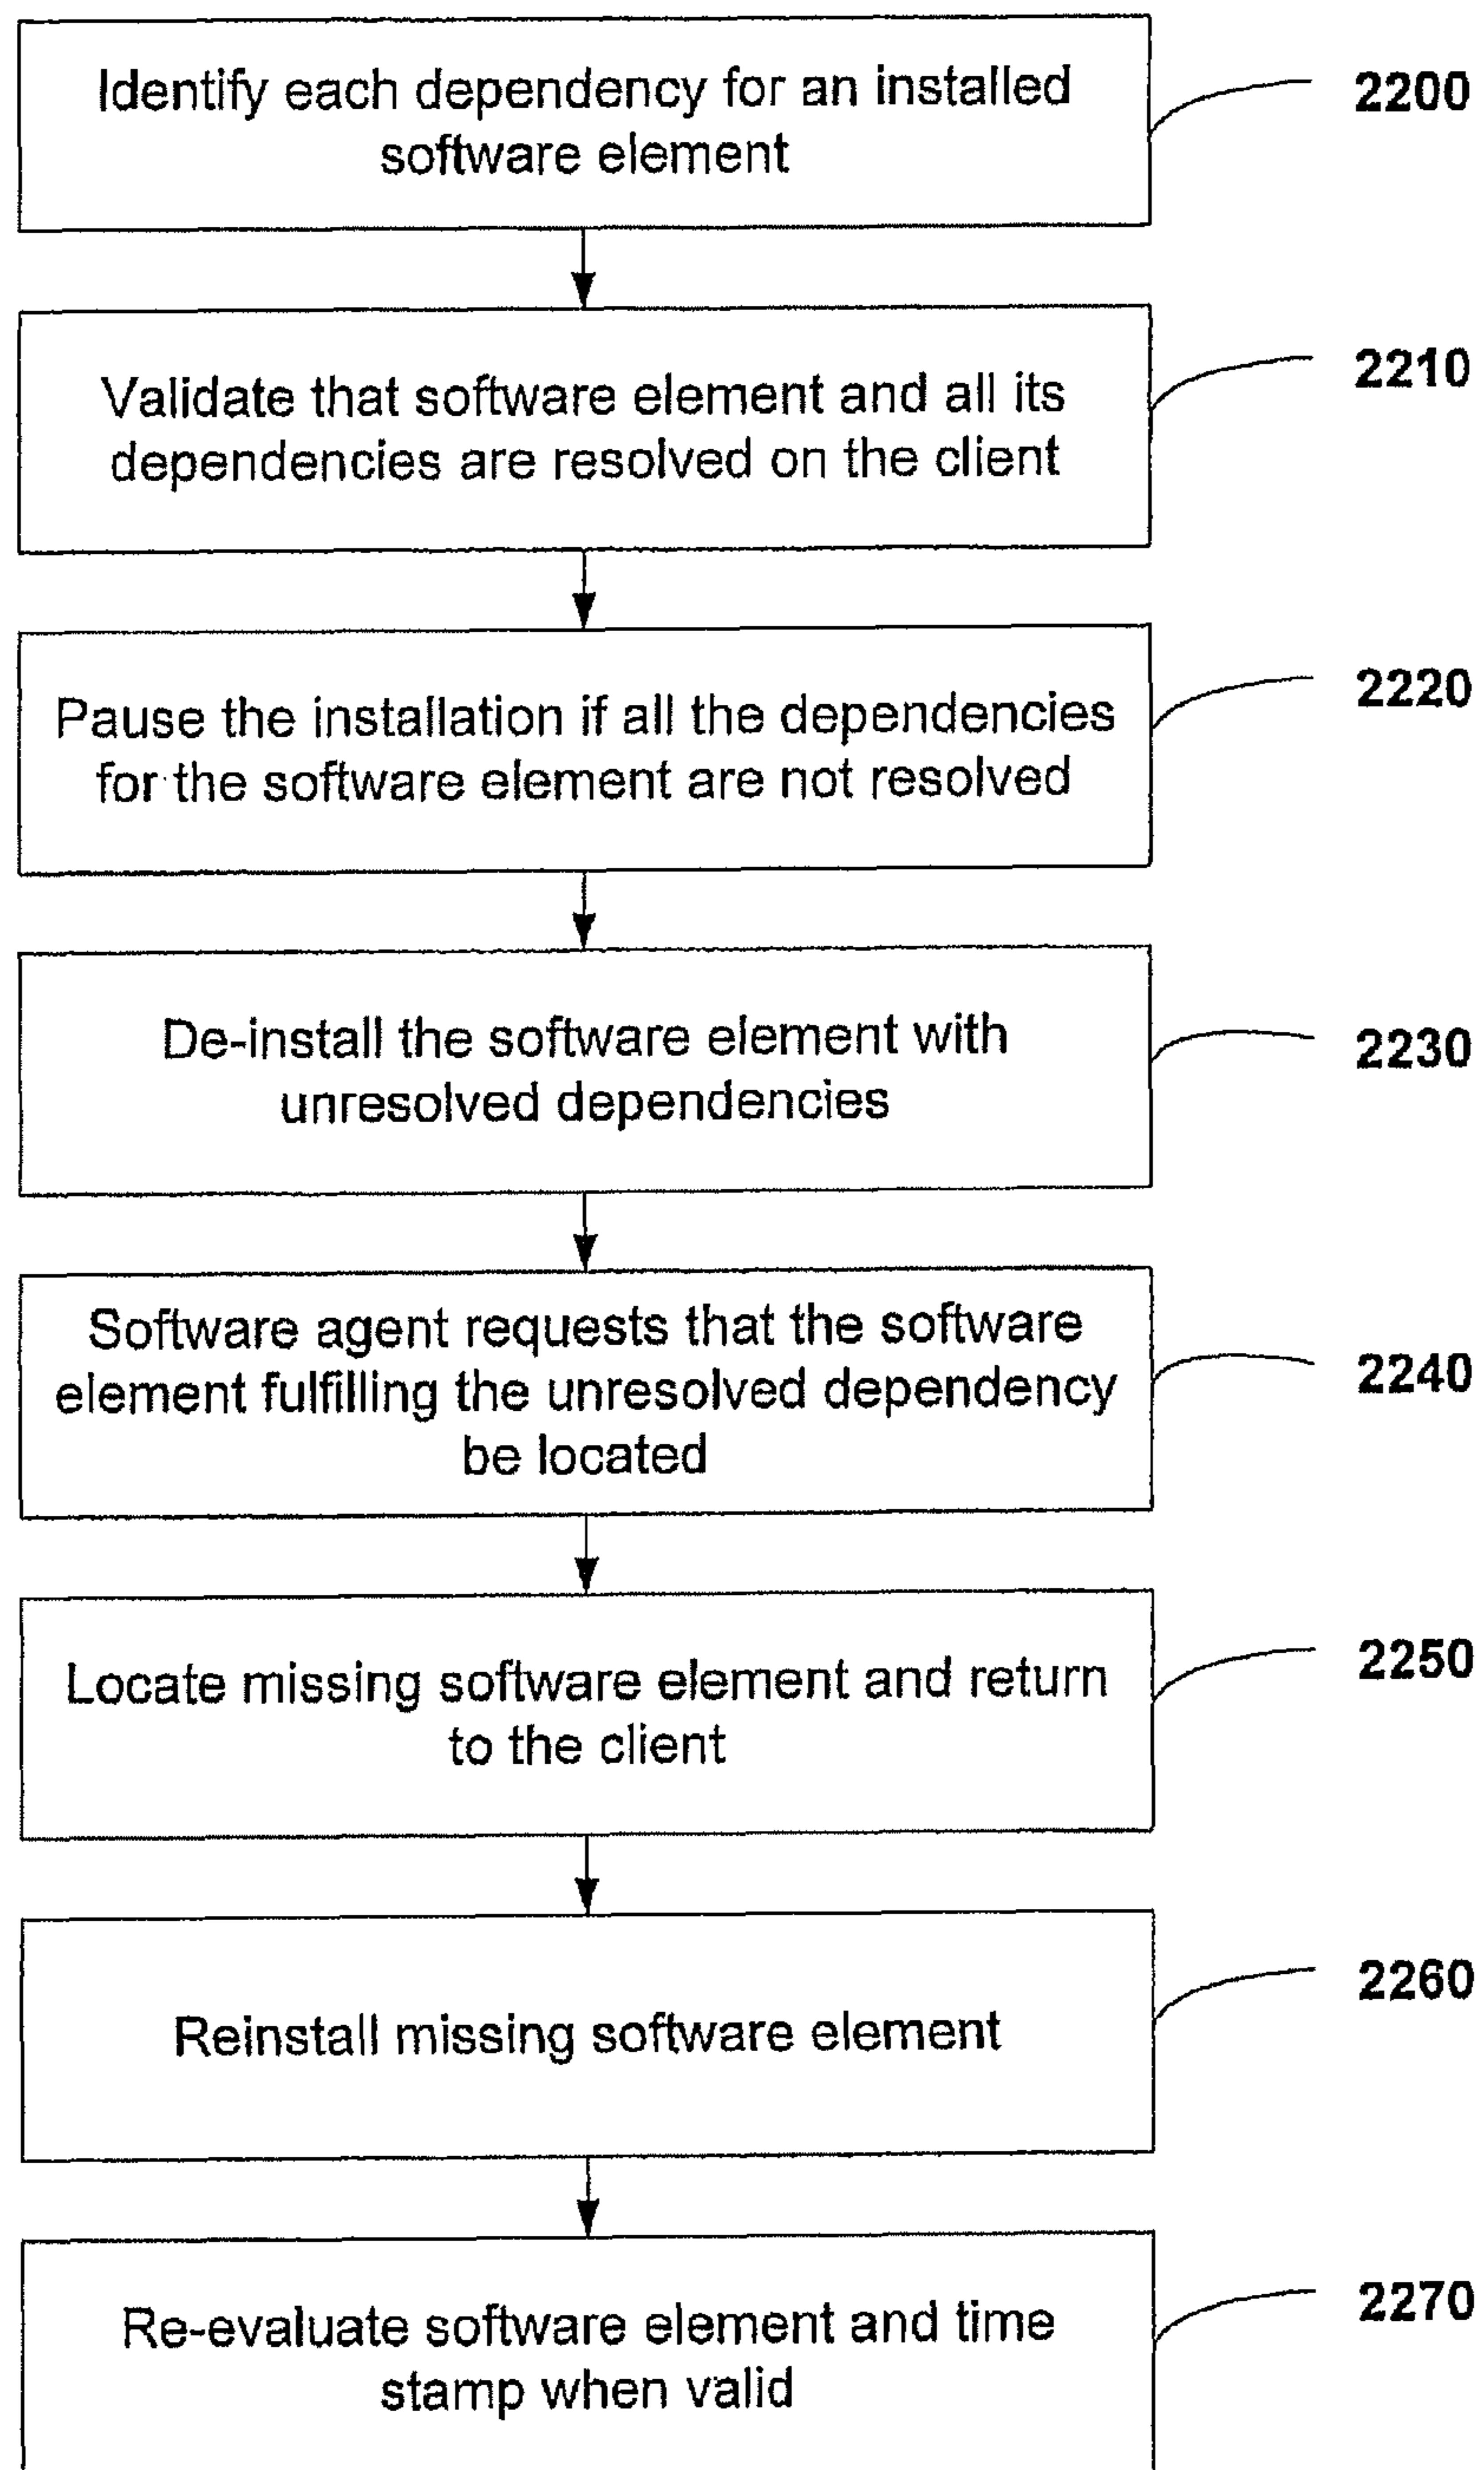 Identify each dependency for an installed
software element
2200
Validate that software element and all its
dependencies are resolved on the client
2210
Pause the installation if all the dependencies
for the software element are not resolved
2220
De-install the software element with
unresolved dependencies
2230
Software agent requests that the software
element fulfilling the unresolved dependency
be located
2240
Locate missing software element and return
to the client
2250
Reinstall missing software element
2260
Re-evaluate software element and time
stamp when valid
2270